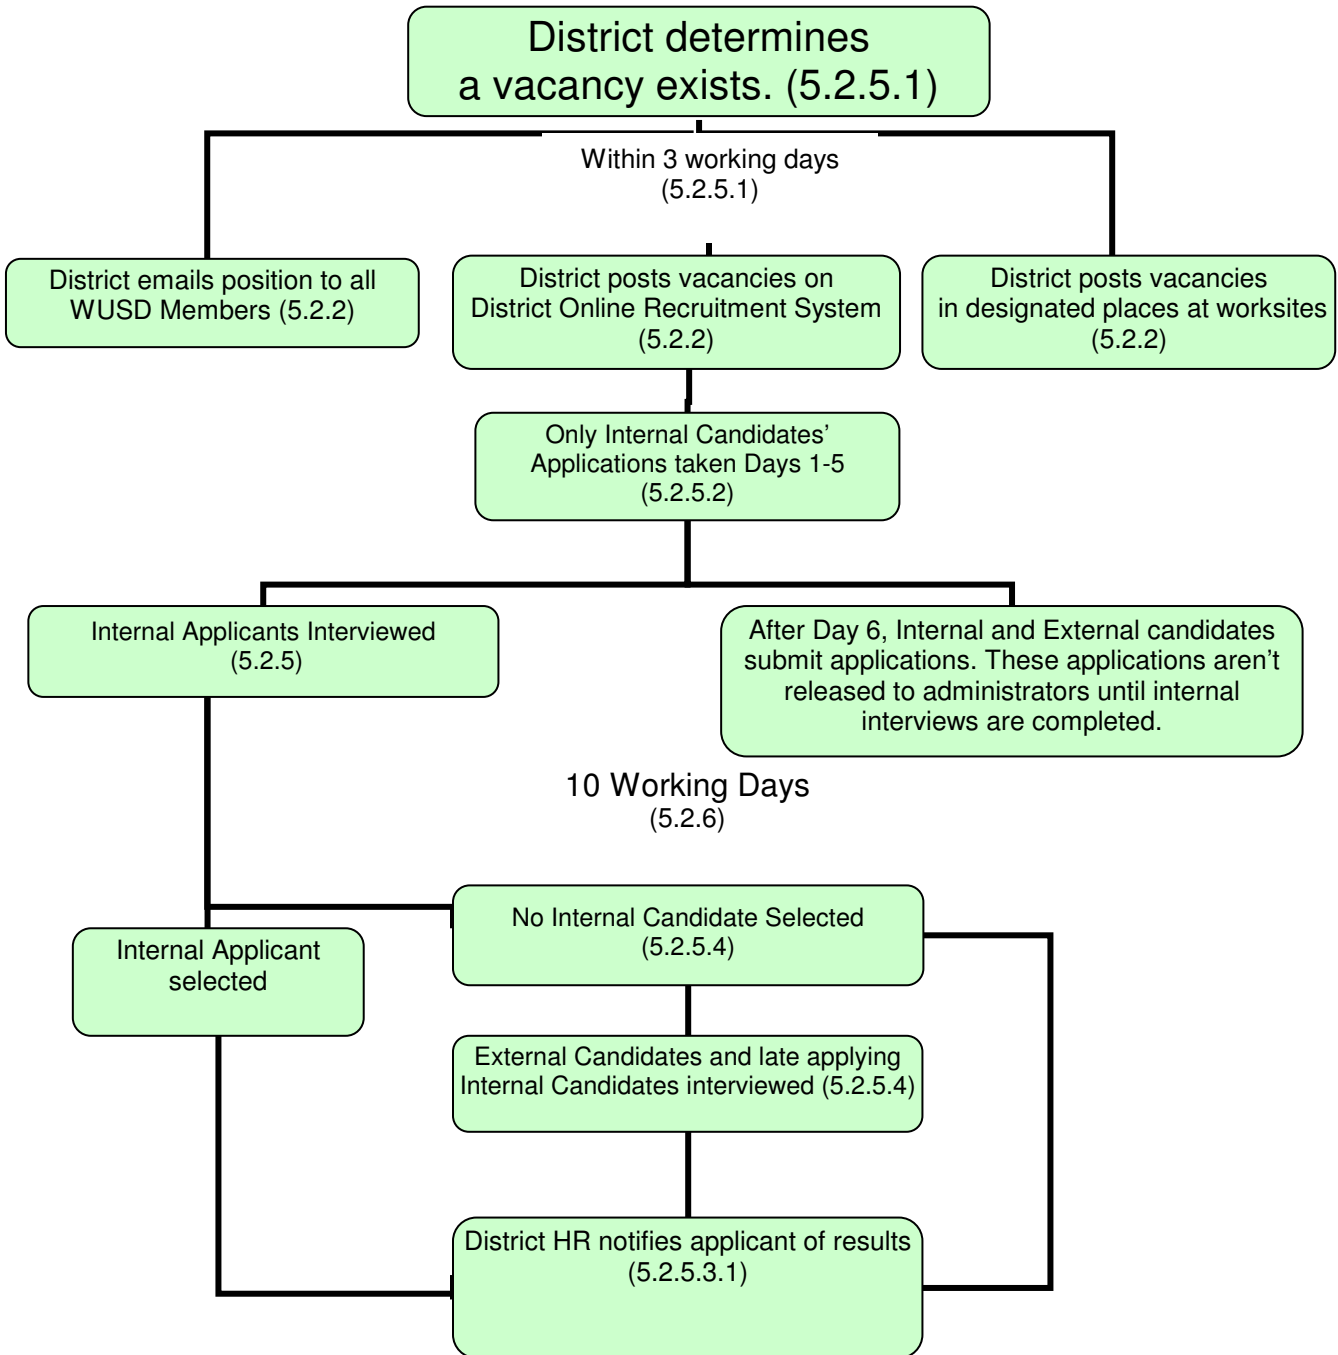 District determines
a vacancy exists. (5.2.5.1)
Within 3 working days
(5.2.5.1)
District emails position to all
WUSD Members (5.2.2)
District posts vacancies on
District Online Recruitment System
(5.2.2)
District posts vacancies
in designated places at worksites
(5.2.2)
Only Internal Candidates’
Applications taken Days 1-5
(5.2.5.2)
Internal Applicants Interviewed
(5.2.5)
After Day 6, Internal and External candidates
submit applications. These applications aren’t
released to administrators until internal
interviews are completed.
10 Working Days
(5.2.6)
No Internal Candidate Selected
(5.2.5.4)
Internal Applicant
selected
External Candidates and late applying
Internal Candidates interviewed (5.2.5.4)
District HR notifies applicant of results
(5.2.5.3.1)